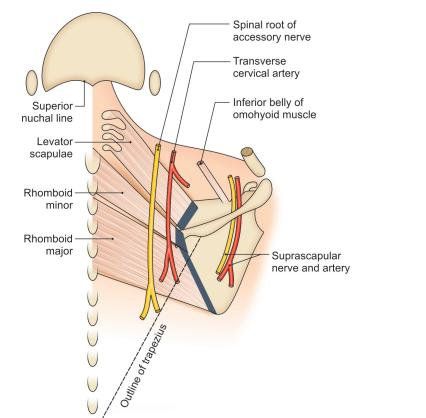 Spinal root of
accessory nerve
Transverse
cervical artery
Inferior belly of
omohyoid muscle
Superior
nuchal line
Levator
scapulae
Rhomboid
minor
Rhomboid
major
Suprascapular
nerve and artery
Outline of trapezius